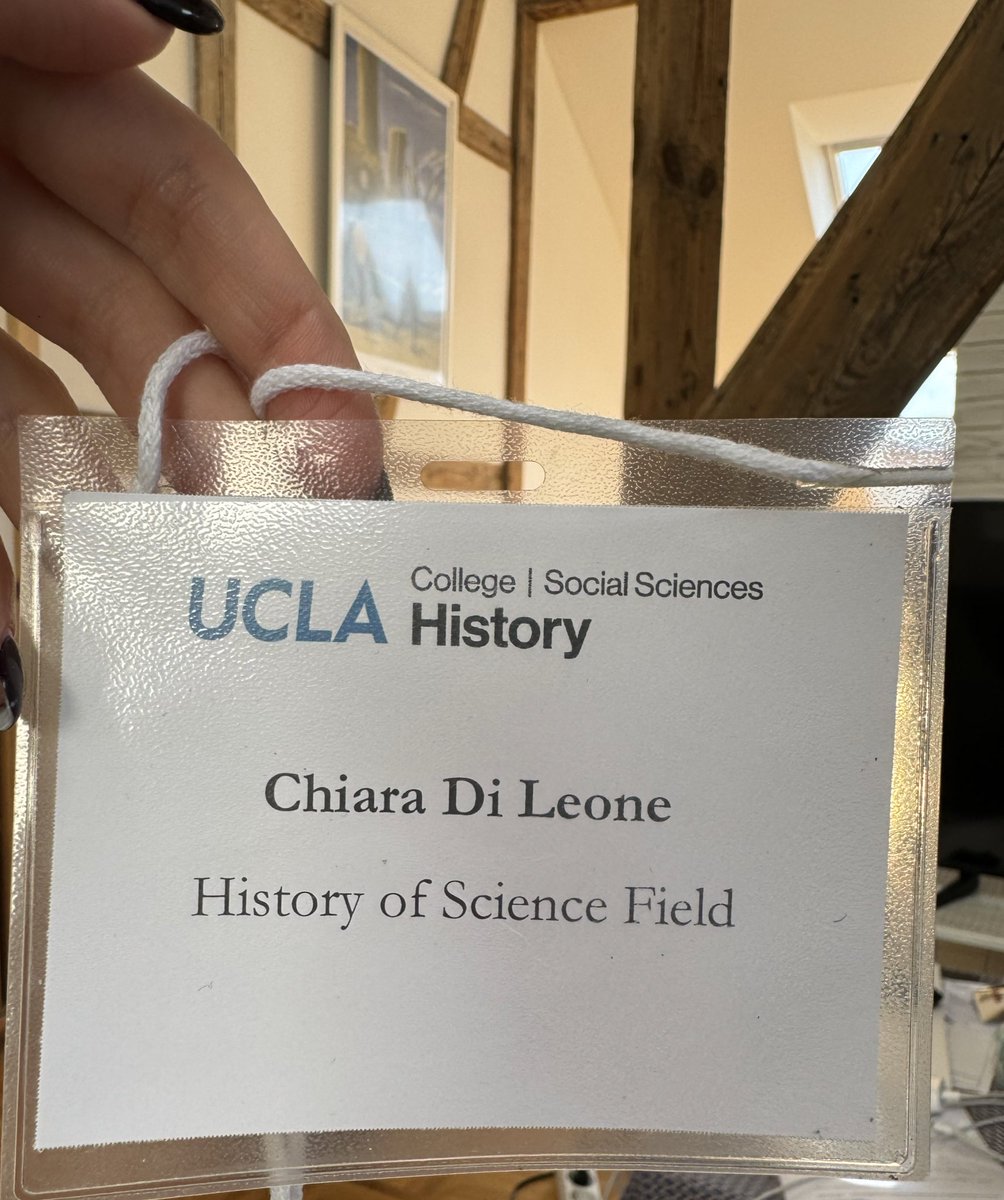 UCLA College | Social Sciences
History
Chiara Di Leone
History of Science Field